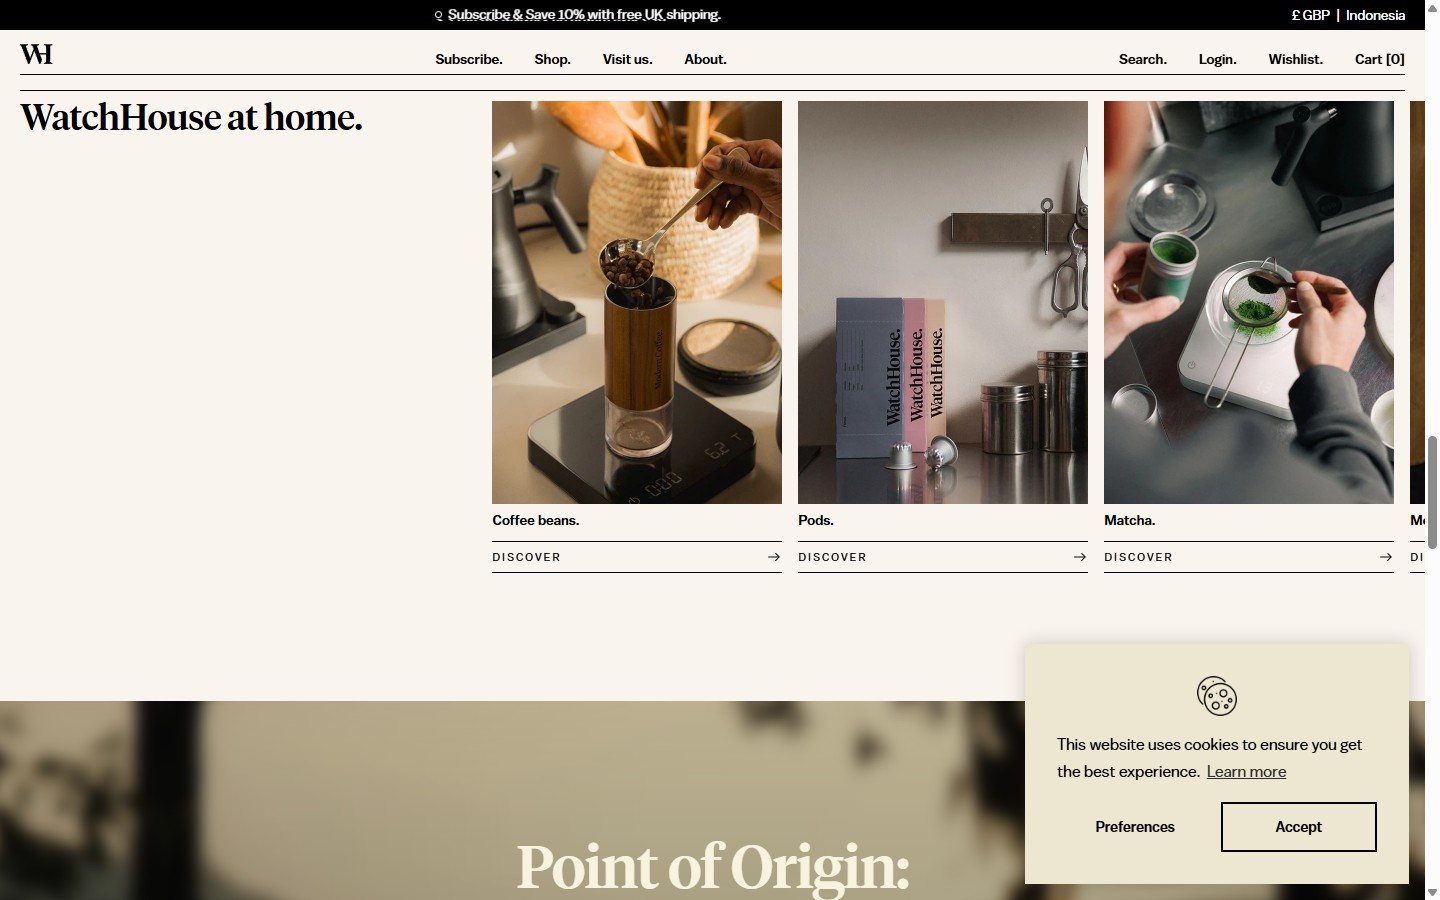 Subscribe & Save 10% with free UK shipping.
£ GBP | Indonesia
WH
Subscribe. Shop. Visit us. About.
Search. Login. Wishlist. Cart [0]
WatchHouse at home.
WatchHouse.
WatchHouse.
WatchHouse.
Coffee beans.
DISCOVER
Pods.
DISCOVER
Matcha.
DISCOVER
This website uses cookies to ensure you get
the best experience. Learn more
Preferences
Accept
Point of Origin: